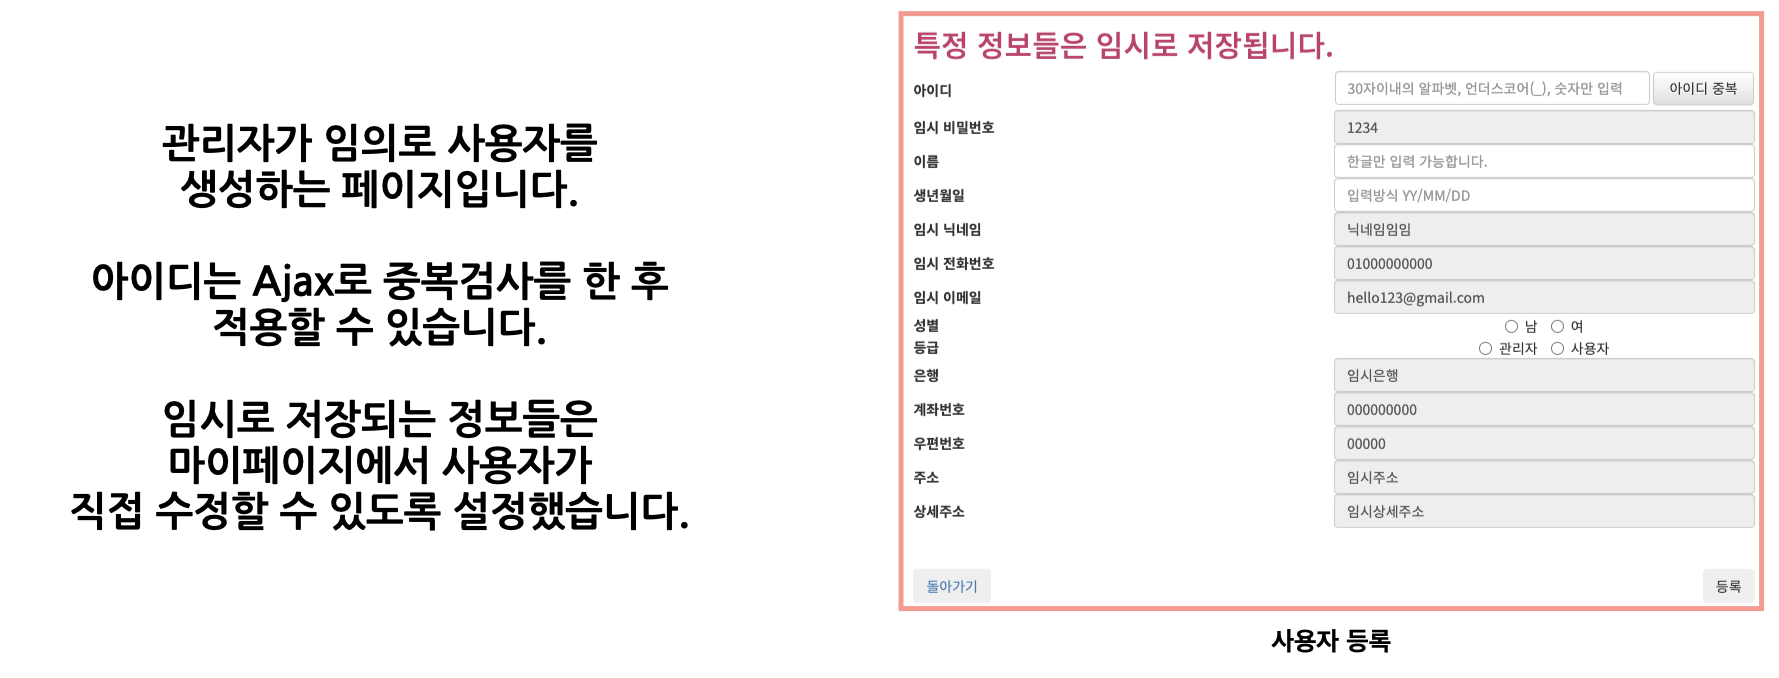 관리자가 임의로 사용자를
생성하는 페이지입니다.
아이디는 Ajax로 중복검사를 한 후
적용할 수 있습니다.
임시로 저장되는 정보들은
마이페이지에서 사용자가
직접 수정할 수 있도록 설정했습니다.
특정 정보들은 임시로 저장됩니다.
아이디 30자이내의 알파벳, 언더스코어(_), 숫자만 입력 아이디 중복
임시 비밀번호 1234
이름 한글만 입력 가능합니다.
생년월일 입력방식 YY/MM/DD
임시 닉네임 닉네임임임
임시 전화번호 01000000000
임시 이메일 hello123@gmail.com
성별 남 여
등급 관리자 사용자
은행 임시은행
계좌번호 000000000
우편번호 00000
주소 임시주소
상세주소 임시상세주소
돌아가기 등록
사용자 등록